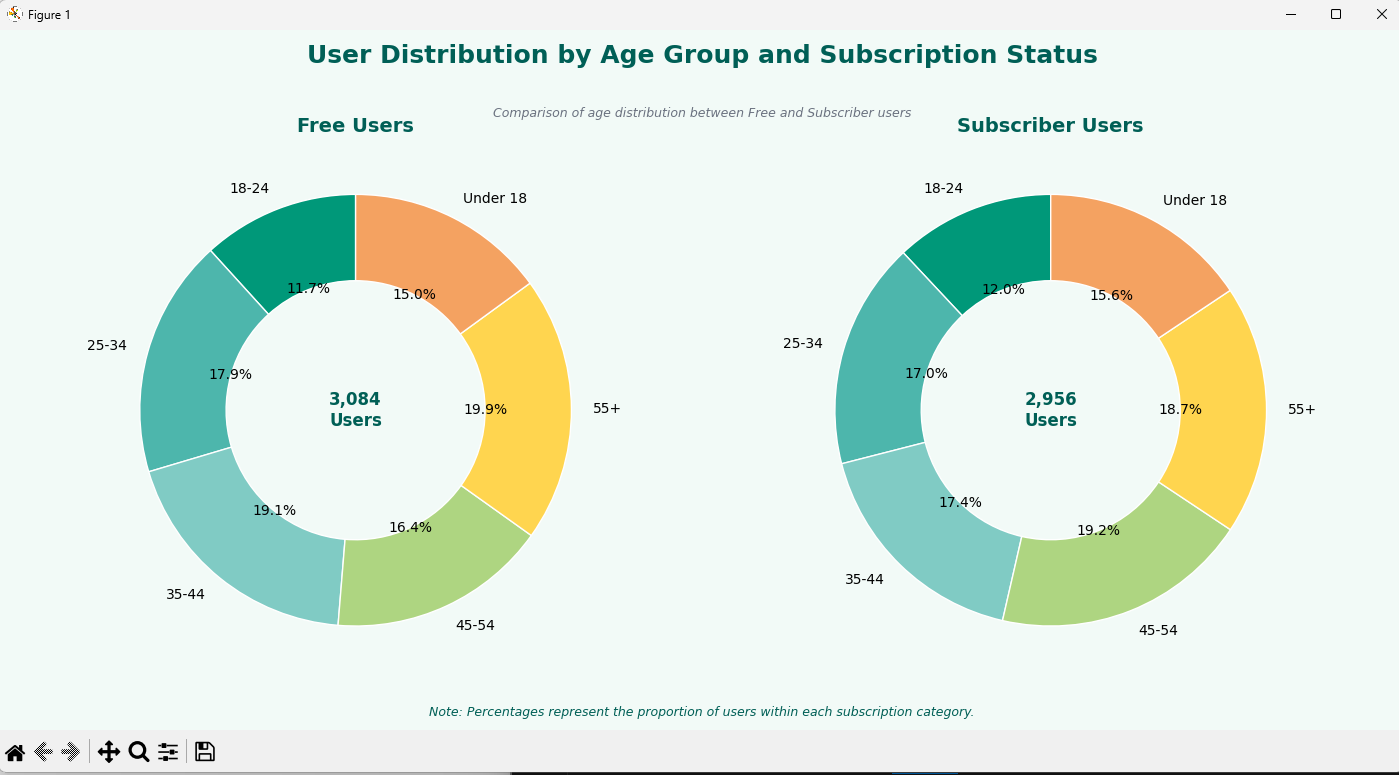 Figure 1
User Distribution by Age Group and Subscription Status
Comparison of age distribution between Free and Subscriber users
Free Users
18-24
Under 18
11.7%
15.0%
25-34
17.9%
3,084
Users
19.9%
55+
19.1%
16.4%
35-44
45-54
Subscriber Users
18-24
Under 18
12.0%
15.6%
25-34
17.0%
2,956
Users
18.7%
55+
17.4%
19.2%
35-44
45-54
Note: Percentages represent the proportion of users within each subscription category.